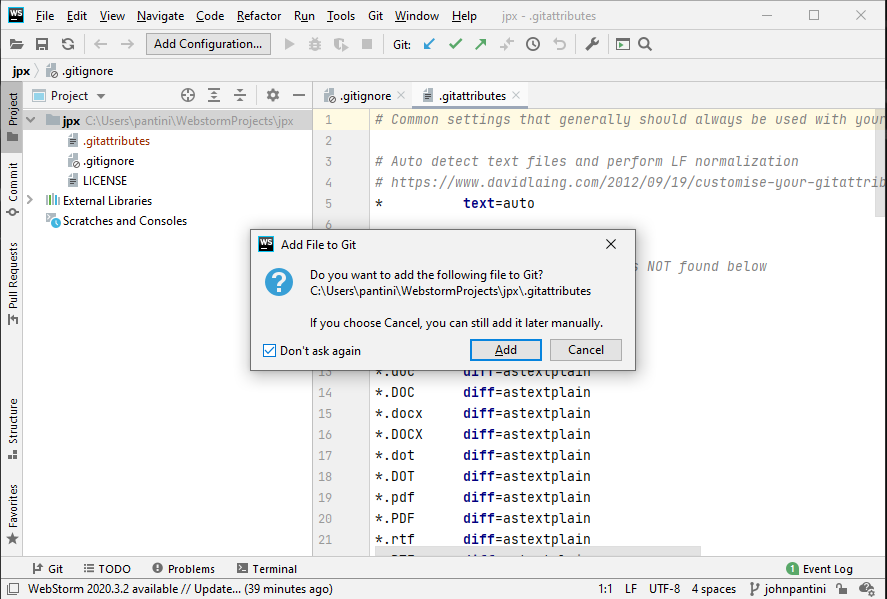 WS File Edit View Navigate Code Refactor Run Tools Git Window Help jpx - .gitattributes
Add Configuration... Git:
jpx .gitignore
Project
.gitignore .gitattributes
Project
Commit
Pull Requests
Structure
Favorites
jpx C:\Users\pantini\WebstormProjects\jpx
.gitattributes
.gitignore
LICENSE
External Libraries
Scratches and Consoles
1 # Common settings that generally should always be used with your
2
3 # Auto detect text files and perform LF normalization
4 # https://www.davidlaing.com/2012/09/19/customise-your-gitattrib
5 * text=auto
6
NOT found below
WS Add File to Git
Do you want to add the following file to Git?
C:\Users\pantini\WebstormProjects\jpx\.gitattributes
If you choose Cancel, you can still add it later manually.
Don't ask again Add Cancel
13 *.doc diff=astextplain
14 *.DOC diff=astextplain
15 *.docx diff=astextplain
16 *.DOCX diff=astextplain
17 *.dot diff=astextplain
18 *.DOT diff=astextplain
19 *.pdf diff=astextplain
20 *.PDF diff=astextplain
21 *.rtf diff=astextplain
Git TODO Problems Terminal 1 Event Log
WebStorm 2020.3.2 available // Update... (39 minutes ago) 1:1 LF UTF-8 4 spaces johnpantini